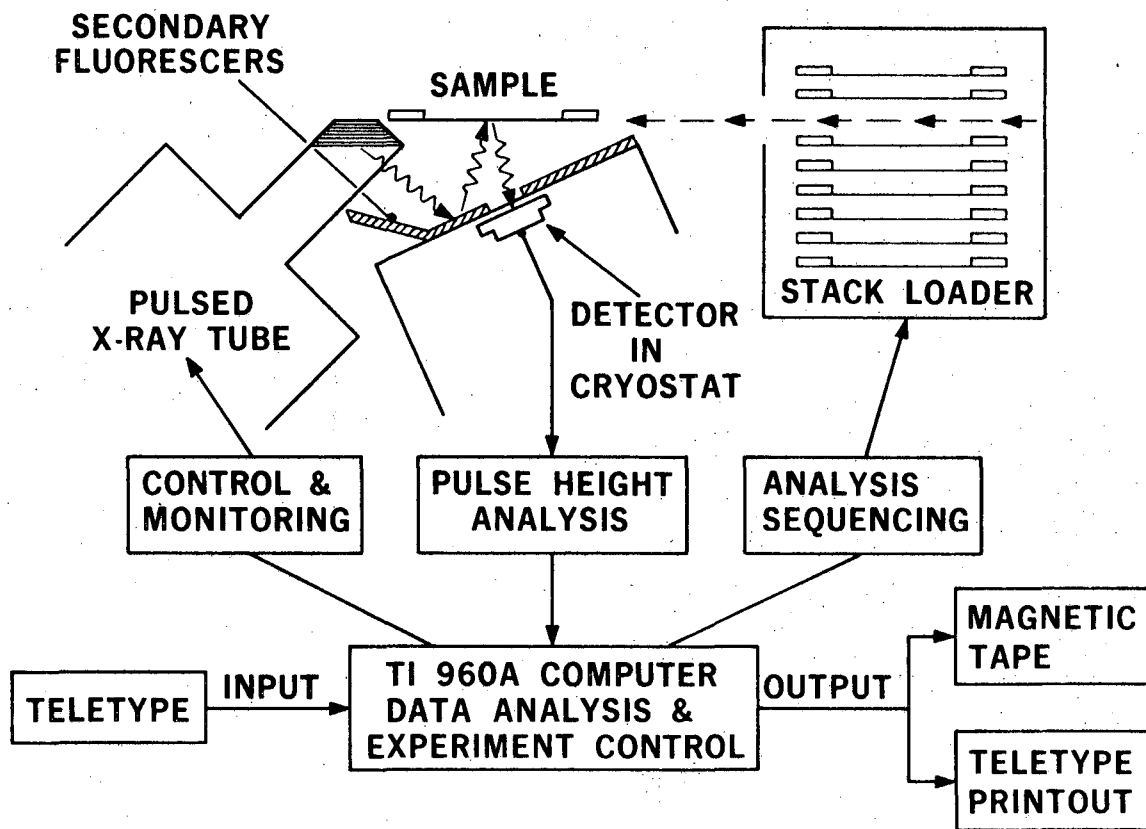 SECONDARY
FLUORESCERS
SAMPLE
STACK LOADER
PULSED
X-RAY TUBE
DETECTOR
IN
CRYOSTAT
CONTROL &
MONITORING
PULSE HEIGHT
ANALYSIS
ANALYSIS
SEQUENCING
TELETYPE
INPUT
TI 960A COMPUTER
DATA ANALYSIS &
EXPERIMENT CONTROL
OUTPUT
MAGNETIC
TAPE
TELETYPE
PRINTOUT